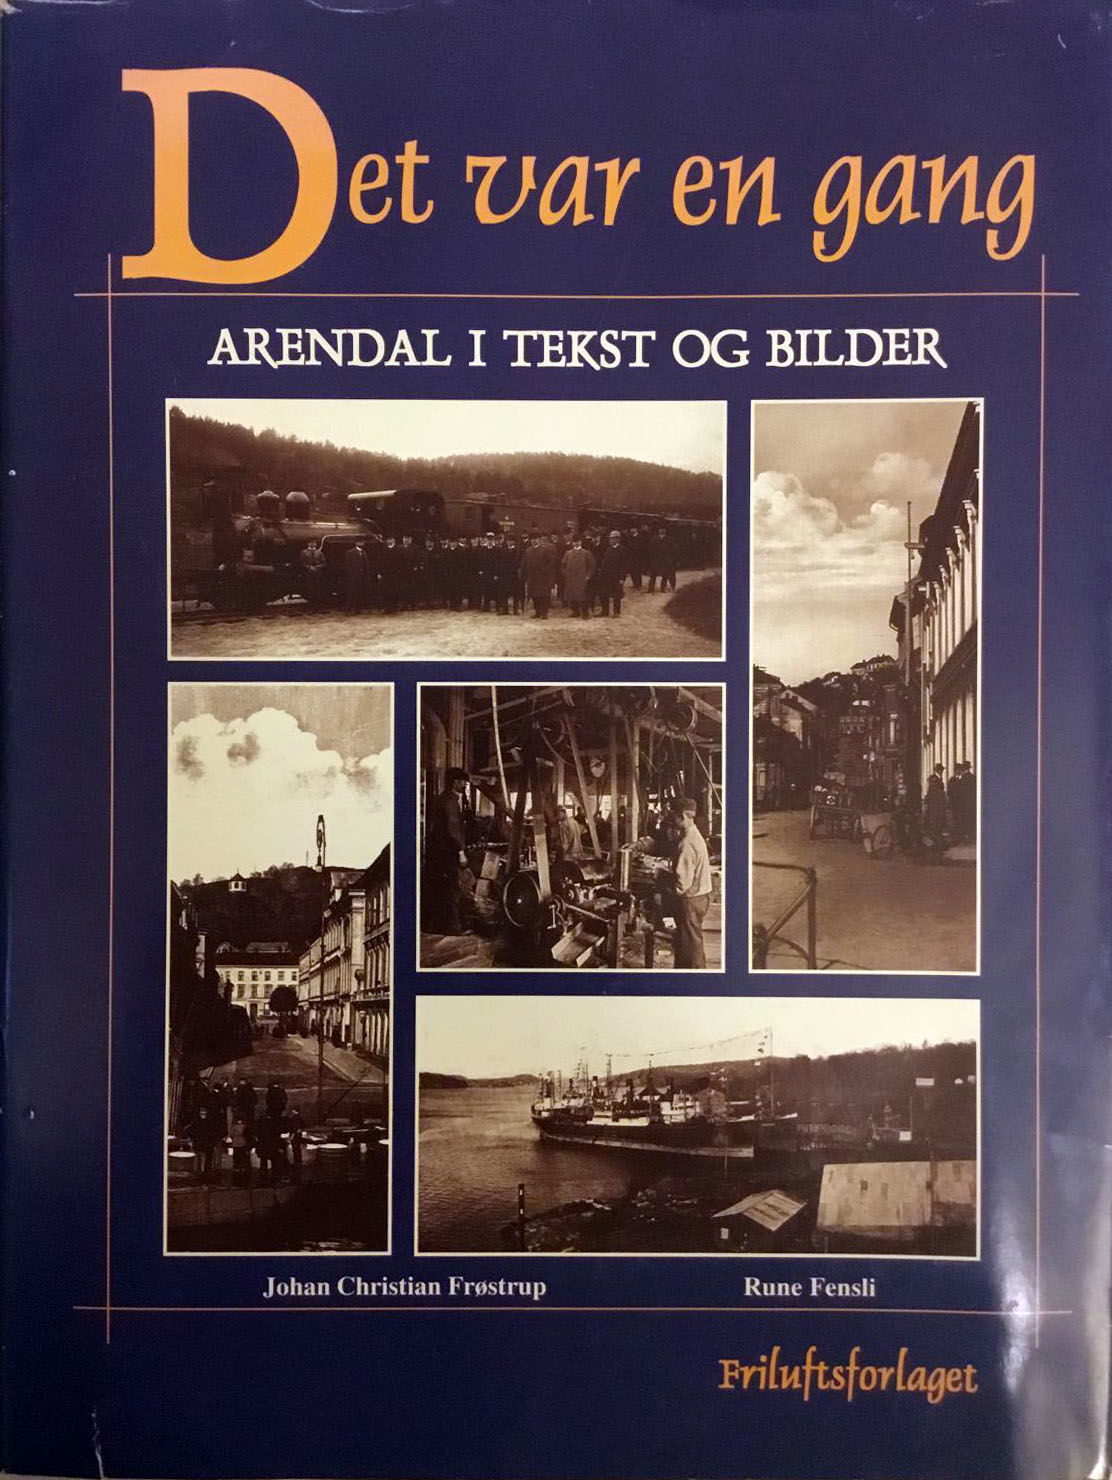 Det var en gang
ARENDAL I TEKST OG BILDER
Johan Christian Frøstrup
Rune Fensli
Friluftsforlaget